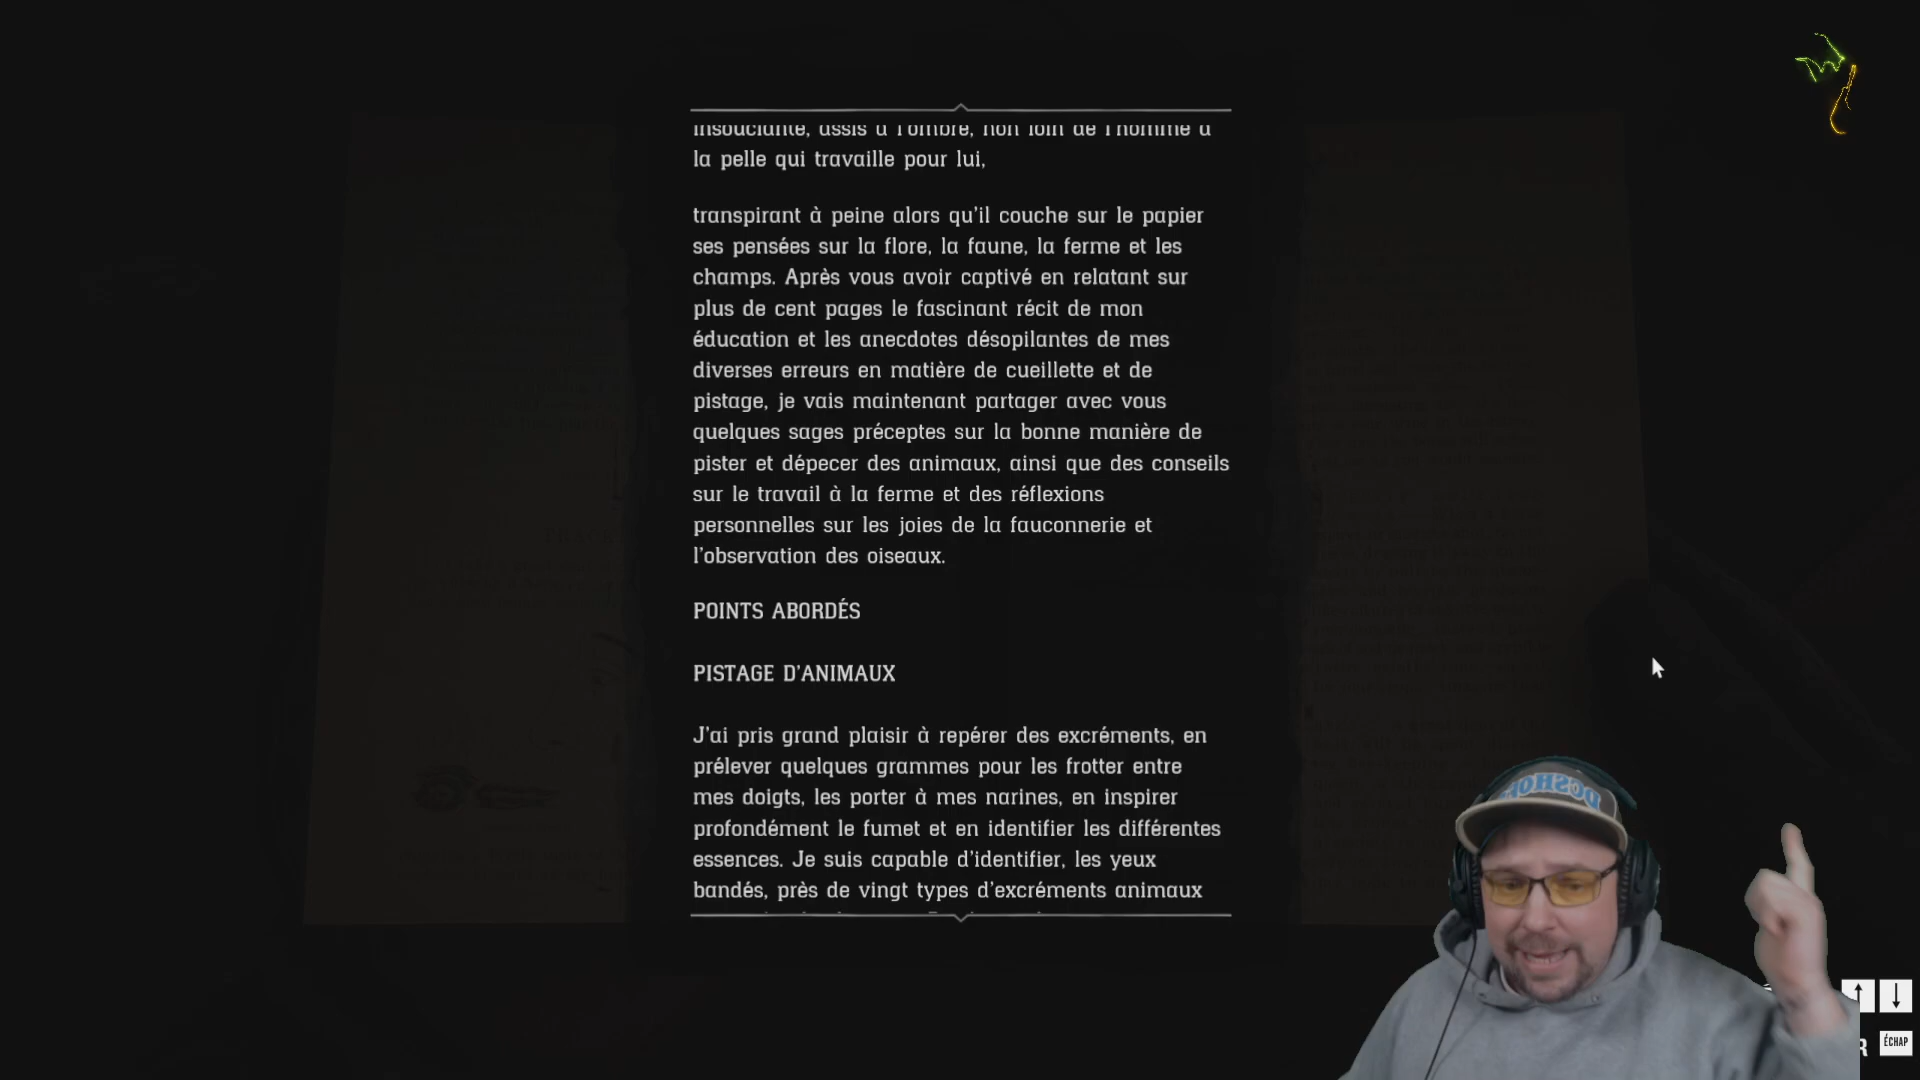 insouciante, assis à l'ombre, non loin de l'homme à
la pelle qui travaille pour lui,
transpirant à peine alors qu'il couche sur le papier
ses pensées sur la flore, la faune, la ferme et les
champs. Après vous avoir captivé en relatant sur
plus de cent pages le fascinant récit de mon
éducation et les anecdotes désopilantes de mes
diverses erreurs en matière de cueillette et de
pistage, je vais maintenant partager avec vous
quelques sages préceptes sur la bonne manière de
pister et dépecer des animaux, ainsi que des conseils
sur le travail à la ferme et des réflexions
personnelles sur les joies de la fauconnerie et
l'observation des oiseaux.
POINTS ABORDÉS
PISTAGE D'ANIMAUX
J'ai pris grand plaisir à repérer des excréments, en
prélever quelques grammes pour les frotter entre
mes doigts, les porter à mes narines, en inspirer
profondément le fumet et en identifier les différentes
essences. Je suis capable d'identifier, les yeux
bandés, près de vingt types d'excréments animaux
ÉCHAP